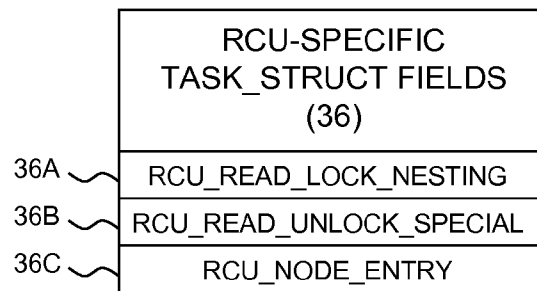 RCU-SPECIFIC
TASK_STRUCT FIELDS
(36)
36A RCU_READ_LOCK_NESTING
36B RCU_READ_UNLOCK_SPECIAL
36C RCU_NODE_ENTRY